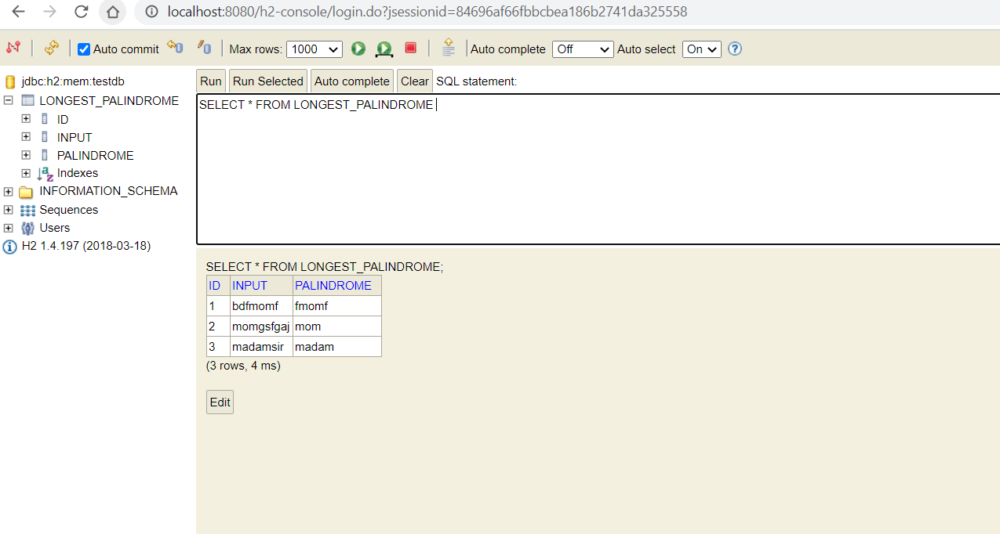 localhost:8080/h2-console/login.do?jsessionid=84696af66fbbcbea186b2741da325558
Auto commit Max rows: 1000 Auto complete Off Auto select On ?
jdbc:h2:mem:testdb
LONGEST_PALINDROME
ID
INPUT
PALINDROME
Indexes
INFORMATION_SCHEMA
Sequences
Users
H2 1.4.197 (2018-03-18)
Run Run Selected Auto complete Clear SQL statement:
SELECT * FROM LONGEST_PALINDROME
SELECT * FROM LONGEST_PALINDROME;
ID INPUT PALINDROME
1 bdfmomf fmomf
2 momgsfgaj mom
3 madamsir madam
(3 rows, 4 ms)
Edit